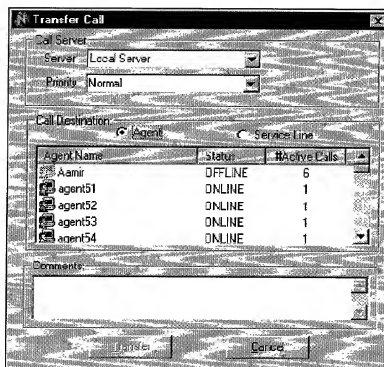 Transfer Call
Call Server
Server Local Server
Priority Normal
Call Destination:
Agent Service Line
Agent Name Status #Active Calls
Aamir OFFLINE 6
agent51 ONLINE 1
agent52 ONLINE 1
agent53 ONLINE 1
agent54 ONLINE 1
Comments:
Transfer Cancel